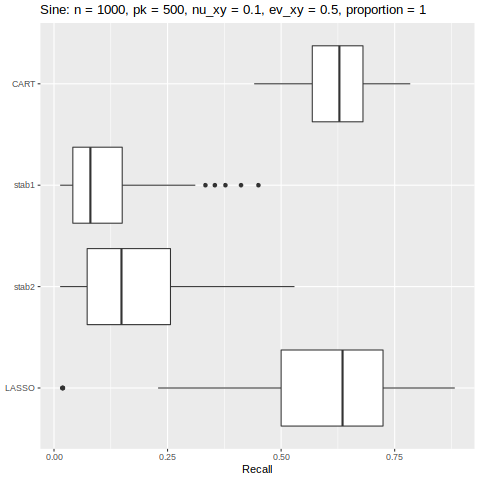 Sine: n = 1000, pk = 500, nu_xy = 0.1, ev_xy = 0.5, proportion = 1
CART
stab1
stab2
LASSO
0.00 0.25 0.50 0.75
Recall